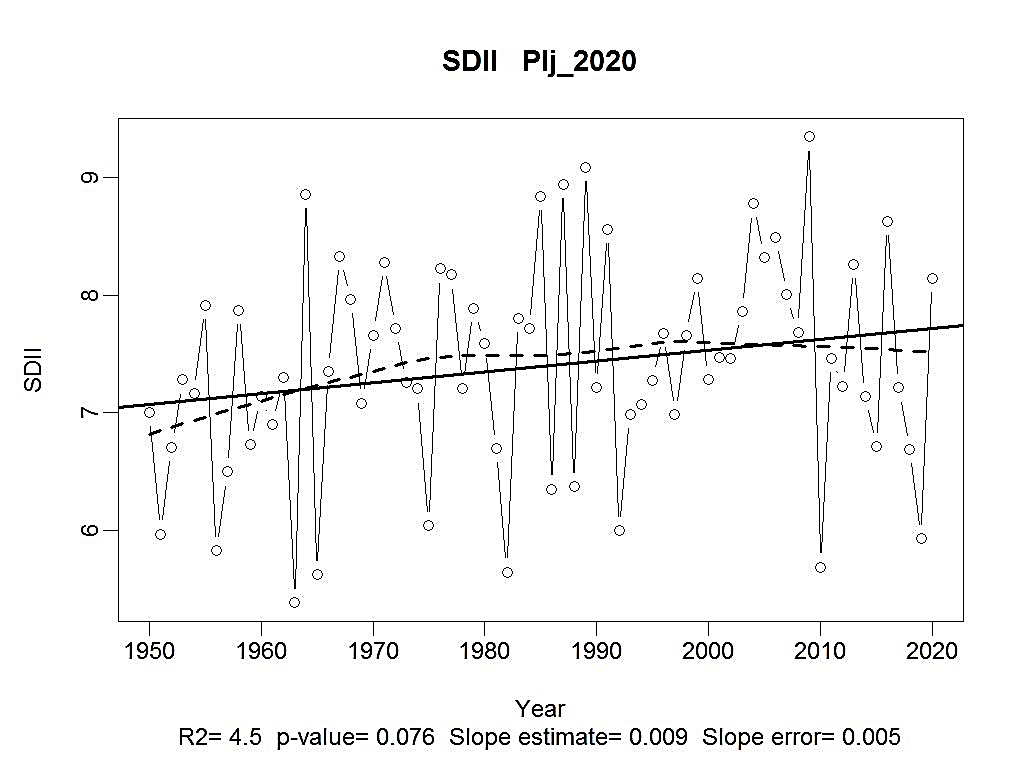 SDII Plj_2020
9
8
7
6
SDII
1950 1960 1970 1980 1990 2000 2010 2020
Year
R2= 4.5 p-value= 0.076 Slope estimate= 0.009 Slope error= 0.005